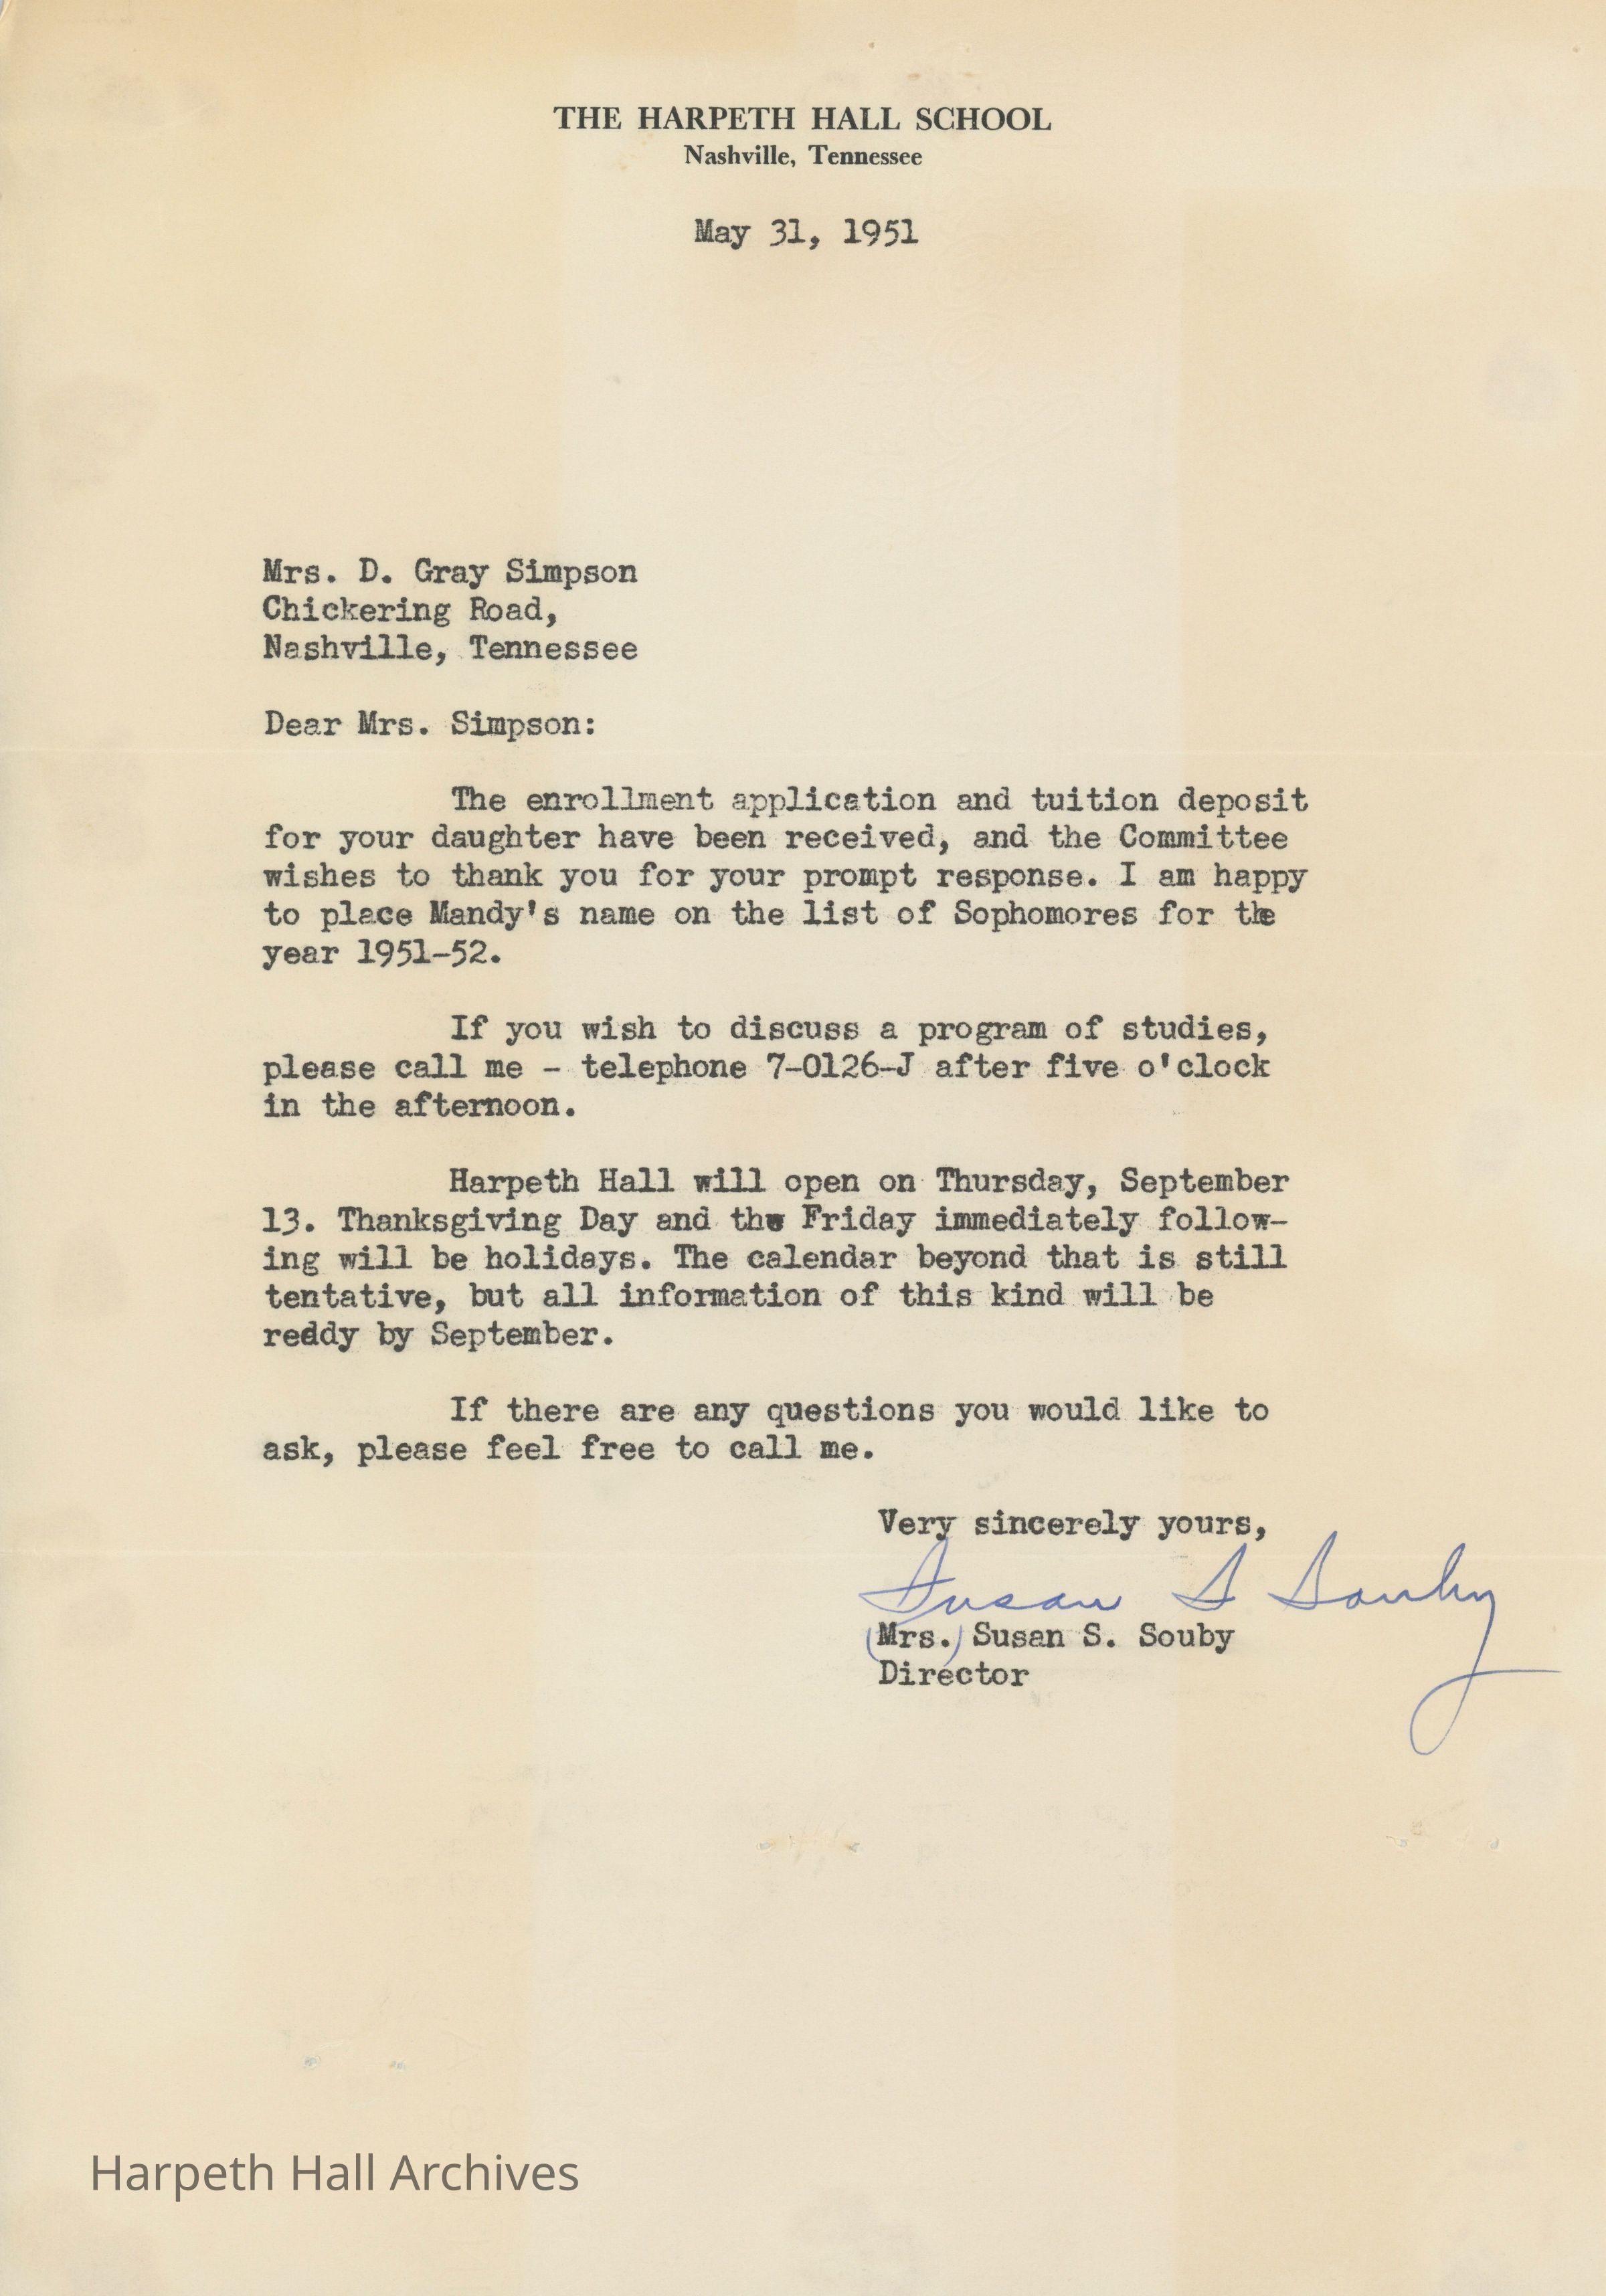 THE HARPETH HALL SCHOOL
Nashville, Tennessee
May 31, 1951
Mrs. D. Gray Simpson
Chickering Road,
Nashville, Tennessee
Dear Mrs. Simpson:
The enrollment application and tuition deposit
for your daughter have been received, and the Committee
wishes to thank you for your prompt response. I am happy
to place Mandy's name on the list of Sophomores for the
year 1951-52.
If you wish to discuss a program of studies,
please call me - telephone 7-0126-J after five o'clock
in the afternoon.
Harpeth Hall will open on Thursday, September
13. Thanksgiving Day and the Friday immediately follow-
ing will be holidays. The calendar beyond that is still
tentative, but all information of this kind will be
ready by September.
If there are any questions you would like to
ask, please feel free to call me.
Very sincerely yours,
Susan S Souby
(Mrs.) Susan S. Souby
Director
Harpeth Hall Archives